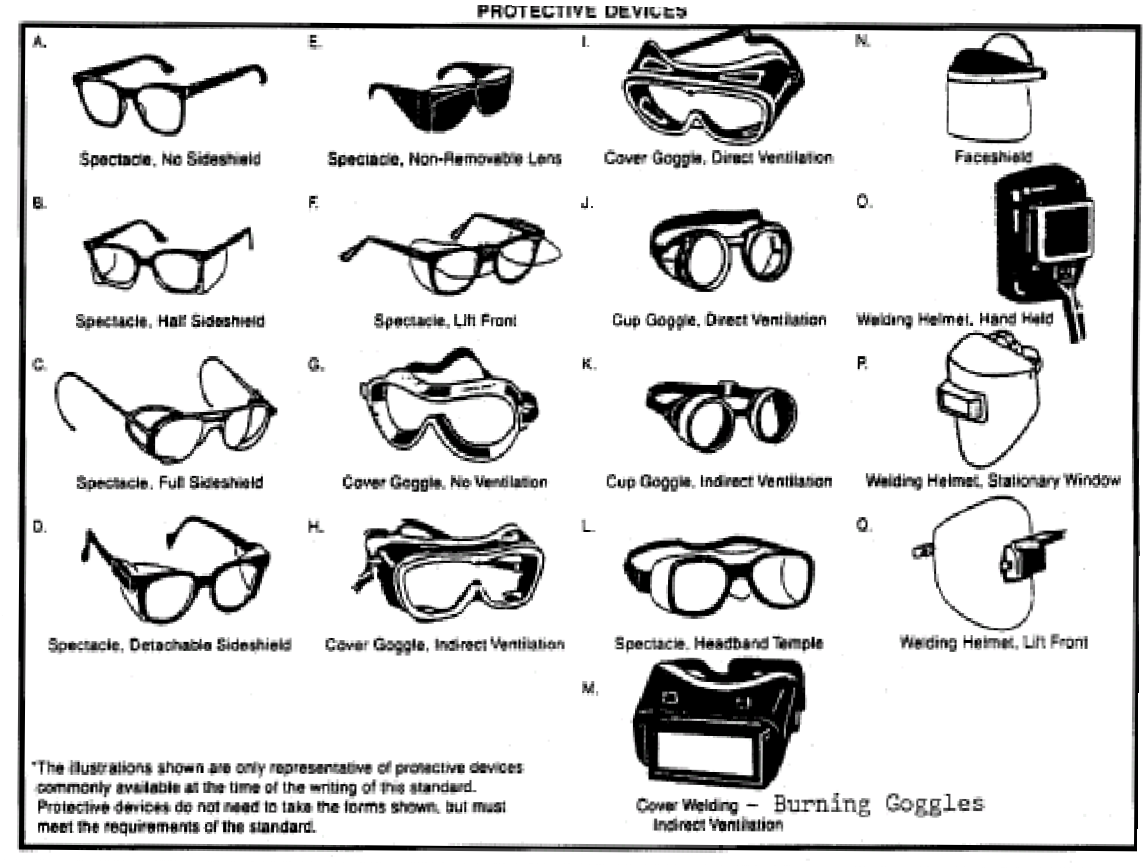 PROTECTIVE DEVICES
A.
Spectacle, No Sideshield
B.
Spectacle, Half Sideshield
C.
Spectacle, Full Sideshield
D.
Spectacle, Detachable Sideshield
E.
Spectacle, Non-Removable Lens
F.
Spectacle, Lift Front
G.
Cover Goggle, No Ventilation
H.
Cover Goggle, Indirect Ventilation
I.
Cover Goggle, Direct Ventilation
J.
Cup Goggle, Direct Ventilation
K.
Cup Goggle, Indirect Ventilation
L.
Spectacle, Headband Temple
M.
Cover Welding – Burning Goggles
Indirect Ventilation
N.
Faceshield
O.
Welding Helmet, Hand Held
P.
Welding Helmet, Stationary Window
Q.
Welding Helmet, Lift Front
*The illustrations shown are only representative of protective devices
commonly available at the time of the writing of this standard.
Protective devices do not need to take the forms shown, but must
meet the requirements of the standard.